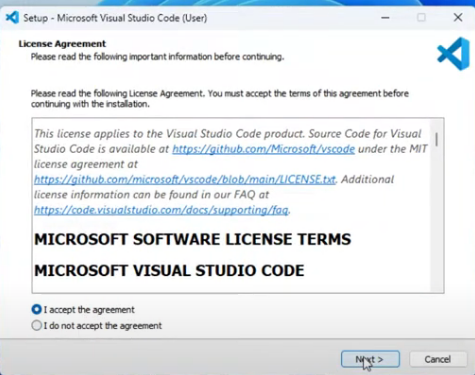 Setup - Microsoft Visual Studio Code (User)
License Agreement
Please read the following important information before continuing.
Please read the following License Agreement. You must accept the terms of this agreement before
continuing with the installation.
This license applies to the Visual Studio Code product. Source Code for Visual
Studio Code is available at https://github.com/Microsoft/vscode under the MIT
license agreement at
https://github.com/microsoft/vscode/blob/main/LICENSE.txt. Additional
license information can be found in our FAQ at
https://code.visualstudio.com/docs/supporting/faq.
MICROSOFT SOFTWARE LICENSE TERMS
MICROSOFT VISUAL STUDIO CODE
I accept the agreement
I do not accept the agreement
Next >
Cancel